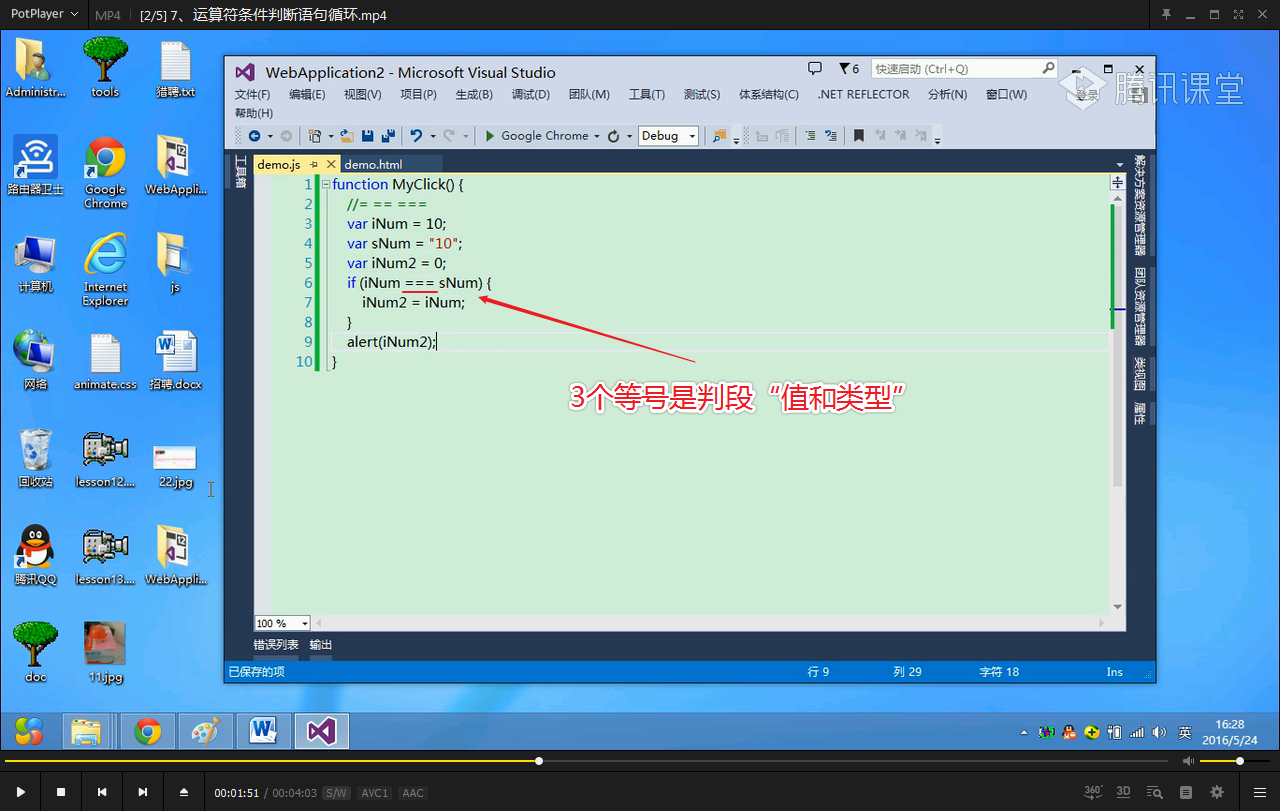 PotPlayer
MP4
[2/5] 7、运算符条件判断语句循环.mp4
Administr...
tools
猎聘.txt
路由器卫士
Google Chrome
WebAppli...
计算机
Internet Explorer
js
网络
animate.css
招聘.docx
回收站
lesson12....
22.jpg
腾讯QQ
lesson13....
WebAppli...
doc
11.jpg
WebApplication2 - Microsoft Visual Studio
6
快速启动 (Ctrl+Q)
腾讯课堂
登录
文件(F) 编辑(E) 视图(V) 项目(P) 生成(B) 调试(D) 团队(M) 工具(T) 测试(S) 体系结构(C) .NET REFLECTOR 分析(N) 窗口(W)
帮助(H)
Google Chrome
Debug
工具箱
demo.js
demo.html
1 function MyClick() {
2 //= == ===
3 var iNum = 10;
4 var sNum = "10";
5 var iNum2 = 0;
6 if (iNum === sNum) {
7 iNum2 = iNum;
8 }
9 alert(iNum2);
10 }
3个等号是判段“值和类型”
解决方案资源管理器
团队资源管理器
类视图
属性
100 %
错误列表 输出
已保存的项
行 9
列 29
字符 18
Ins
英
16:28
2016/5/24
00:01:51 / 00:04:03 S/W AVC1 AAC
360°
3D